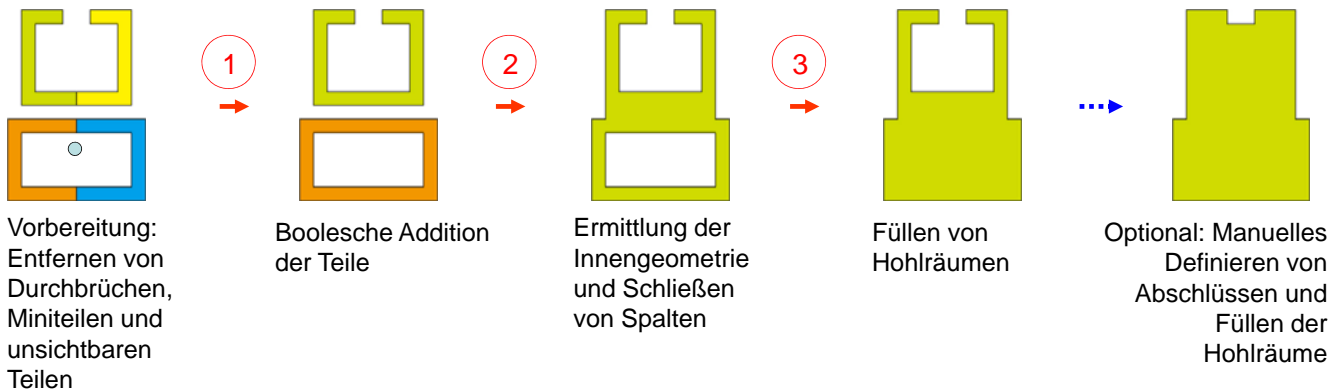 1
2
3
Vorbereitung:
Entfernen von
Durchbrüchen,
Miniteilen und
unsichtbaren
Teilen
Boolesche Addition
der Teile
Ermittlung der
Innengeometrie
und Schließen
von Spalten
Füllen von
Hohlräumen
Optional: Manuelles
Definieren von
Abschlüssen und
Füllen der
Hohlräume